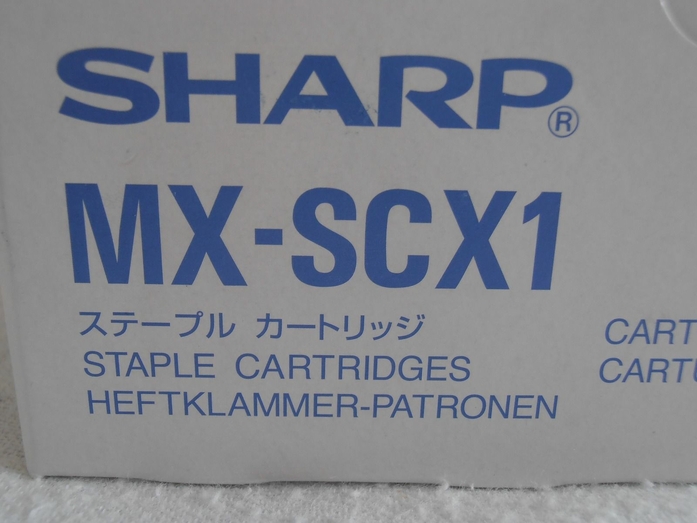 SHARP®
MX-SCX1
ステープル カートリッジ
STAPLE CARTRIDGES
HEFTKLAMMER-PATRONEN